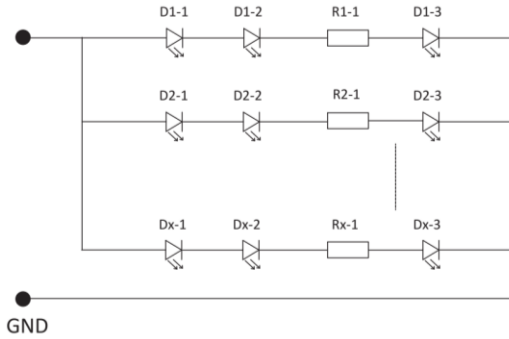 D1-1 D1-2 R1-1 D1-3
D2-1 D2-2 R2-1 D2-3
Dx-1 Dx-2 Rx-1 Dx-3
GND